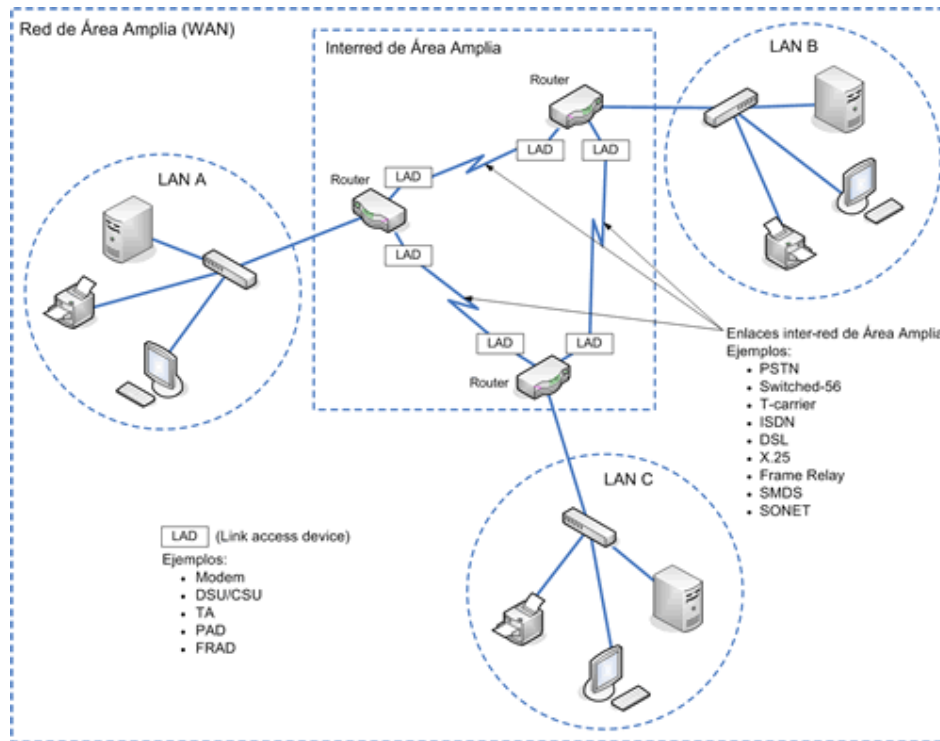 Red de Área Amplia (WAN)
Interred de Área Amplia
LAN B
Router
LAD
LAD
LAD
LAN A
Router
LAD
LAD
LAD
Router
Enlaces inter-red de Área Amplia
Ejemplos:
• PSTN
• Switched-56
• T-carrier
• ISDN
• DSL
• X.25
• Frame Relay
• SMDS
• SONET
LAN C
LAD (Link access device)
Ejemplos:
• Modem
• DSU/CSU
• TA
• PAD
• FRAD